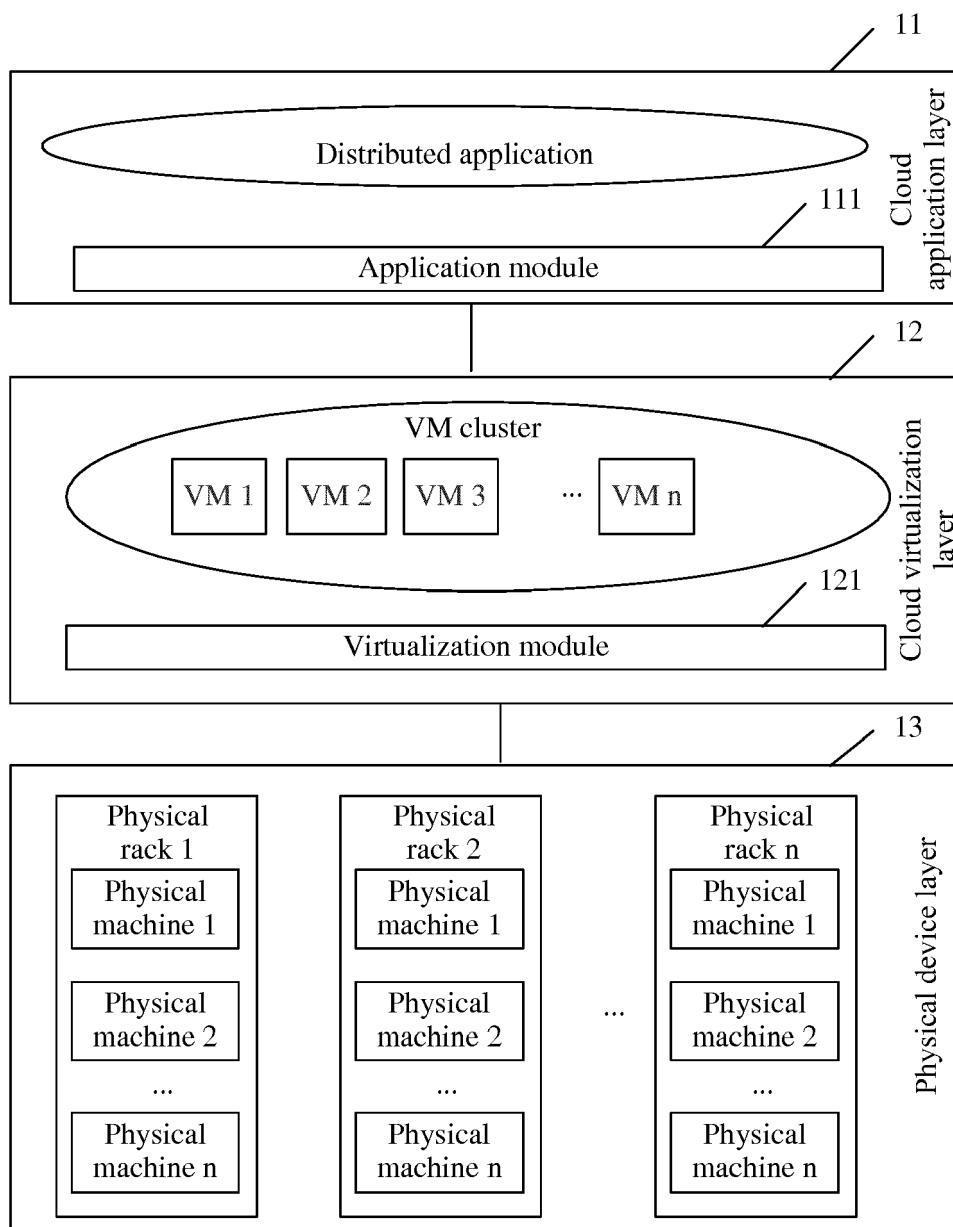 11
Distributed application
Cloud
application layer
111
Application module
12
VM cluster
VM 1
VM 2
VM 3
...
VM n
Cloud virtualization
layer
121
Virtualization module
13
Physical
rack 1
Physical
machine 1
Physical
machine 2
...
Physical
machine n
Physical
rack 2
Physical
machine 1
Physical
machine 2
...
Physical
machine n
...
Physical
rack n
Physical
machine 1
Physical
machine 2
...
Physical
machine n
Physical device layer